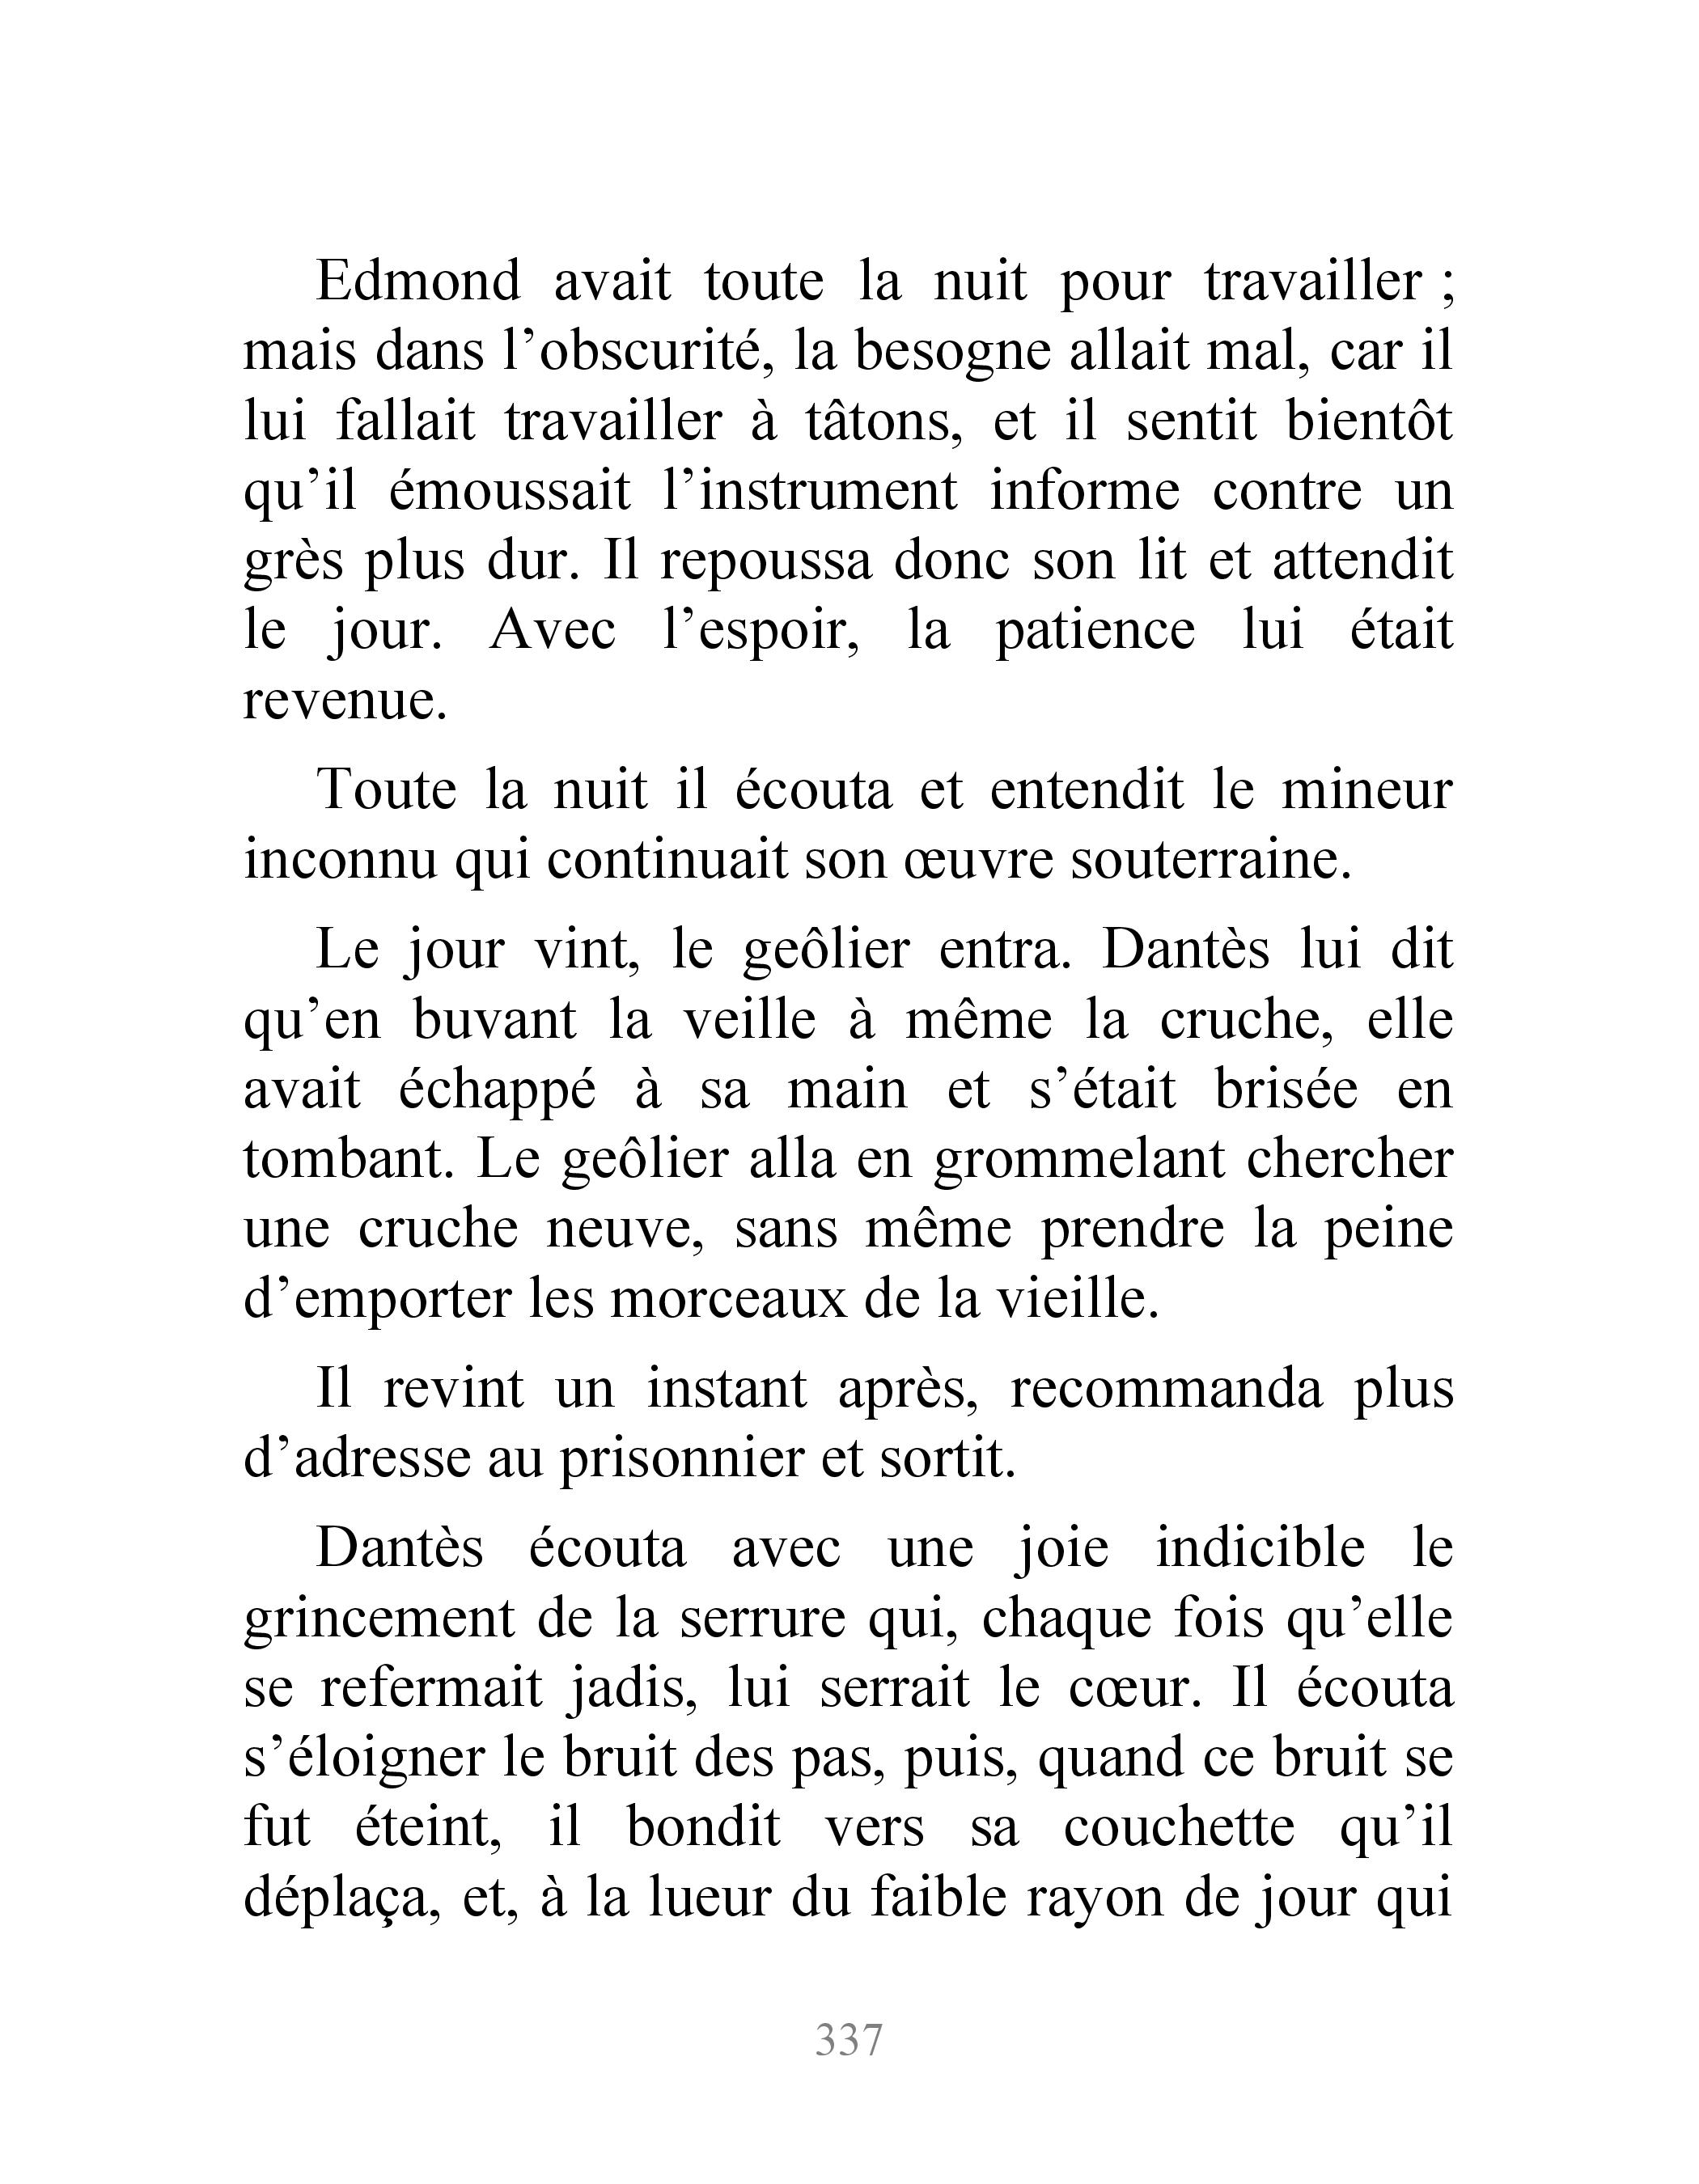 Edmond avait toute la nuit pour travailler ;
mais dans l’obscurité, la besogne allait mal, car il
lui fallait travailler à tâtons, et il sentit bientôt
qu’il émoussait l’instrument informe contre un
grès plus dur. Il repoussa donc son lit et attendit
le jour. Avec l’espoir, la patience lui était
revenue.
Toute la nuit il écouta et entendit le mineur
inconnu qui continuait son œuvre souterraine.
Le jour vint, le geôlier entra. Dantès lui dit
qu’en buvant la veille à même la cruche, elle
avait échappé à sa main et s’était brisée en
tombant. Le geôlier alla en grommelant chercher
une cruche neuve, sans même prendre la peine
d’emporter les morceaux de la vieille.
Il revint un instant après, recommanda plus
d’adresse au prisonnier et sortit.
Dantès écouta avec une joie indicible le
grincement de la serrure qui, chaque fois qu’elle
se refermait jadis, lui serrait le cœur. Il écouta
s’éloigner le bruit des pas, puis, quand ce bruit se
fut éteint, il bondit vers sa couchette qu’il
déplaça, et, à la lueur du faible rayon de jour qui
337